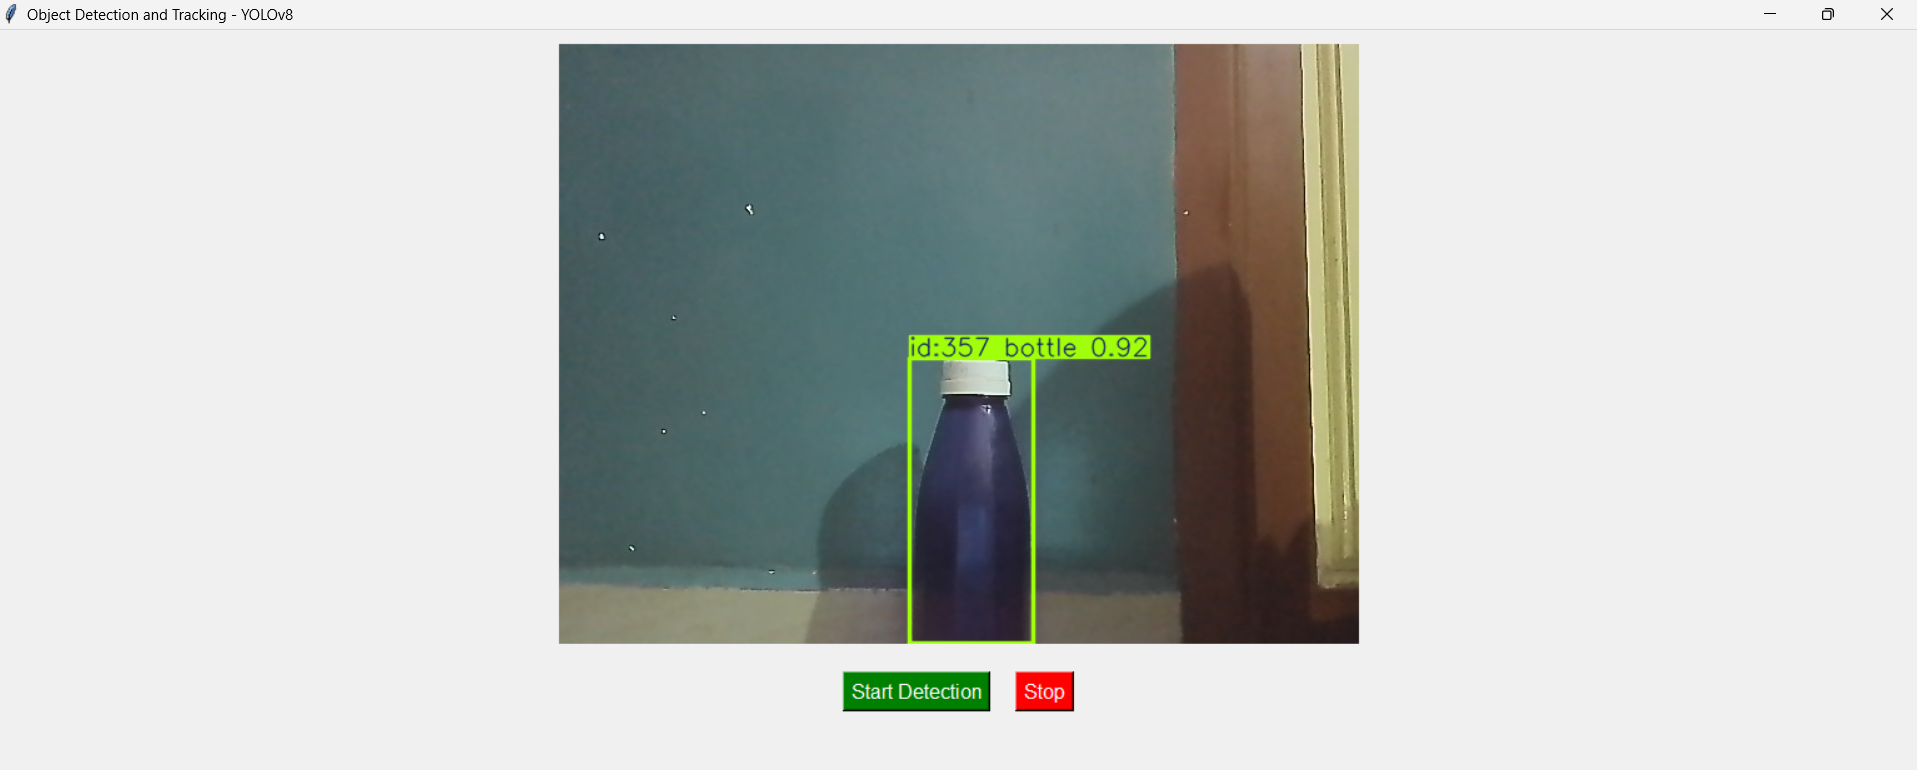 Object Detection and Tracking - YOLOv8
id:357 bottle 0.92
Start Detection
Stop